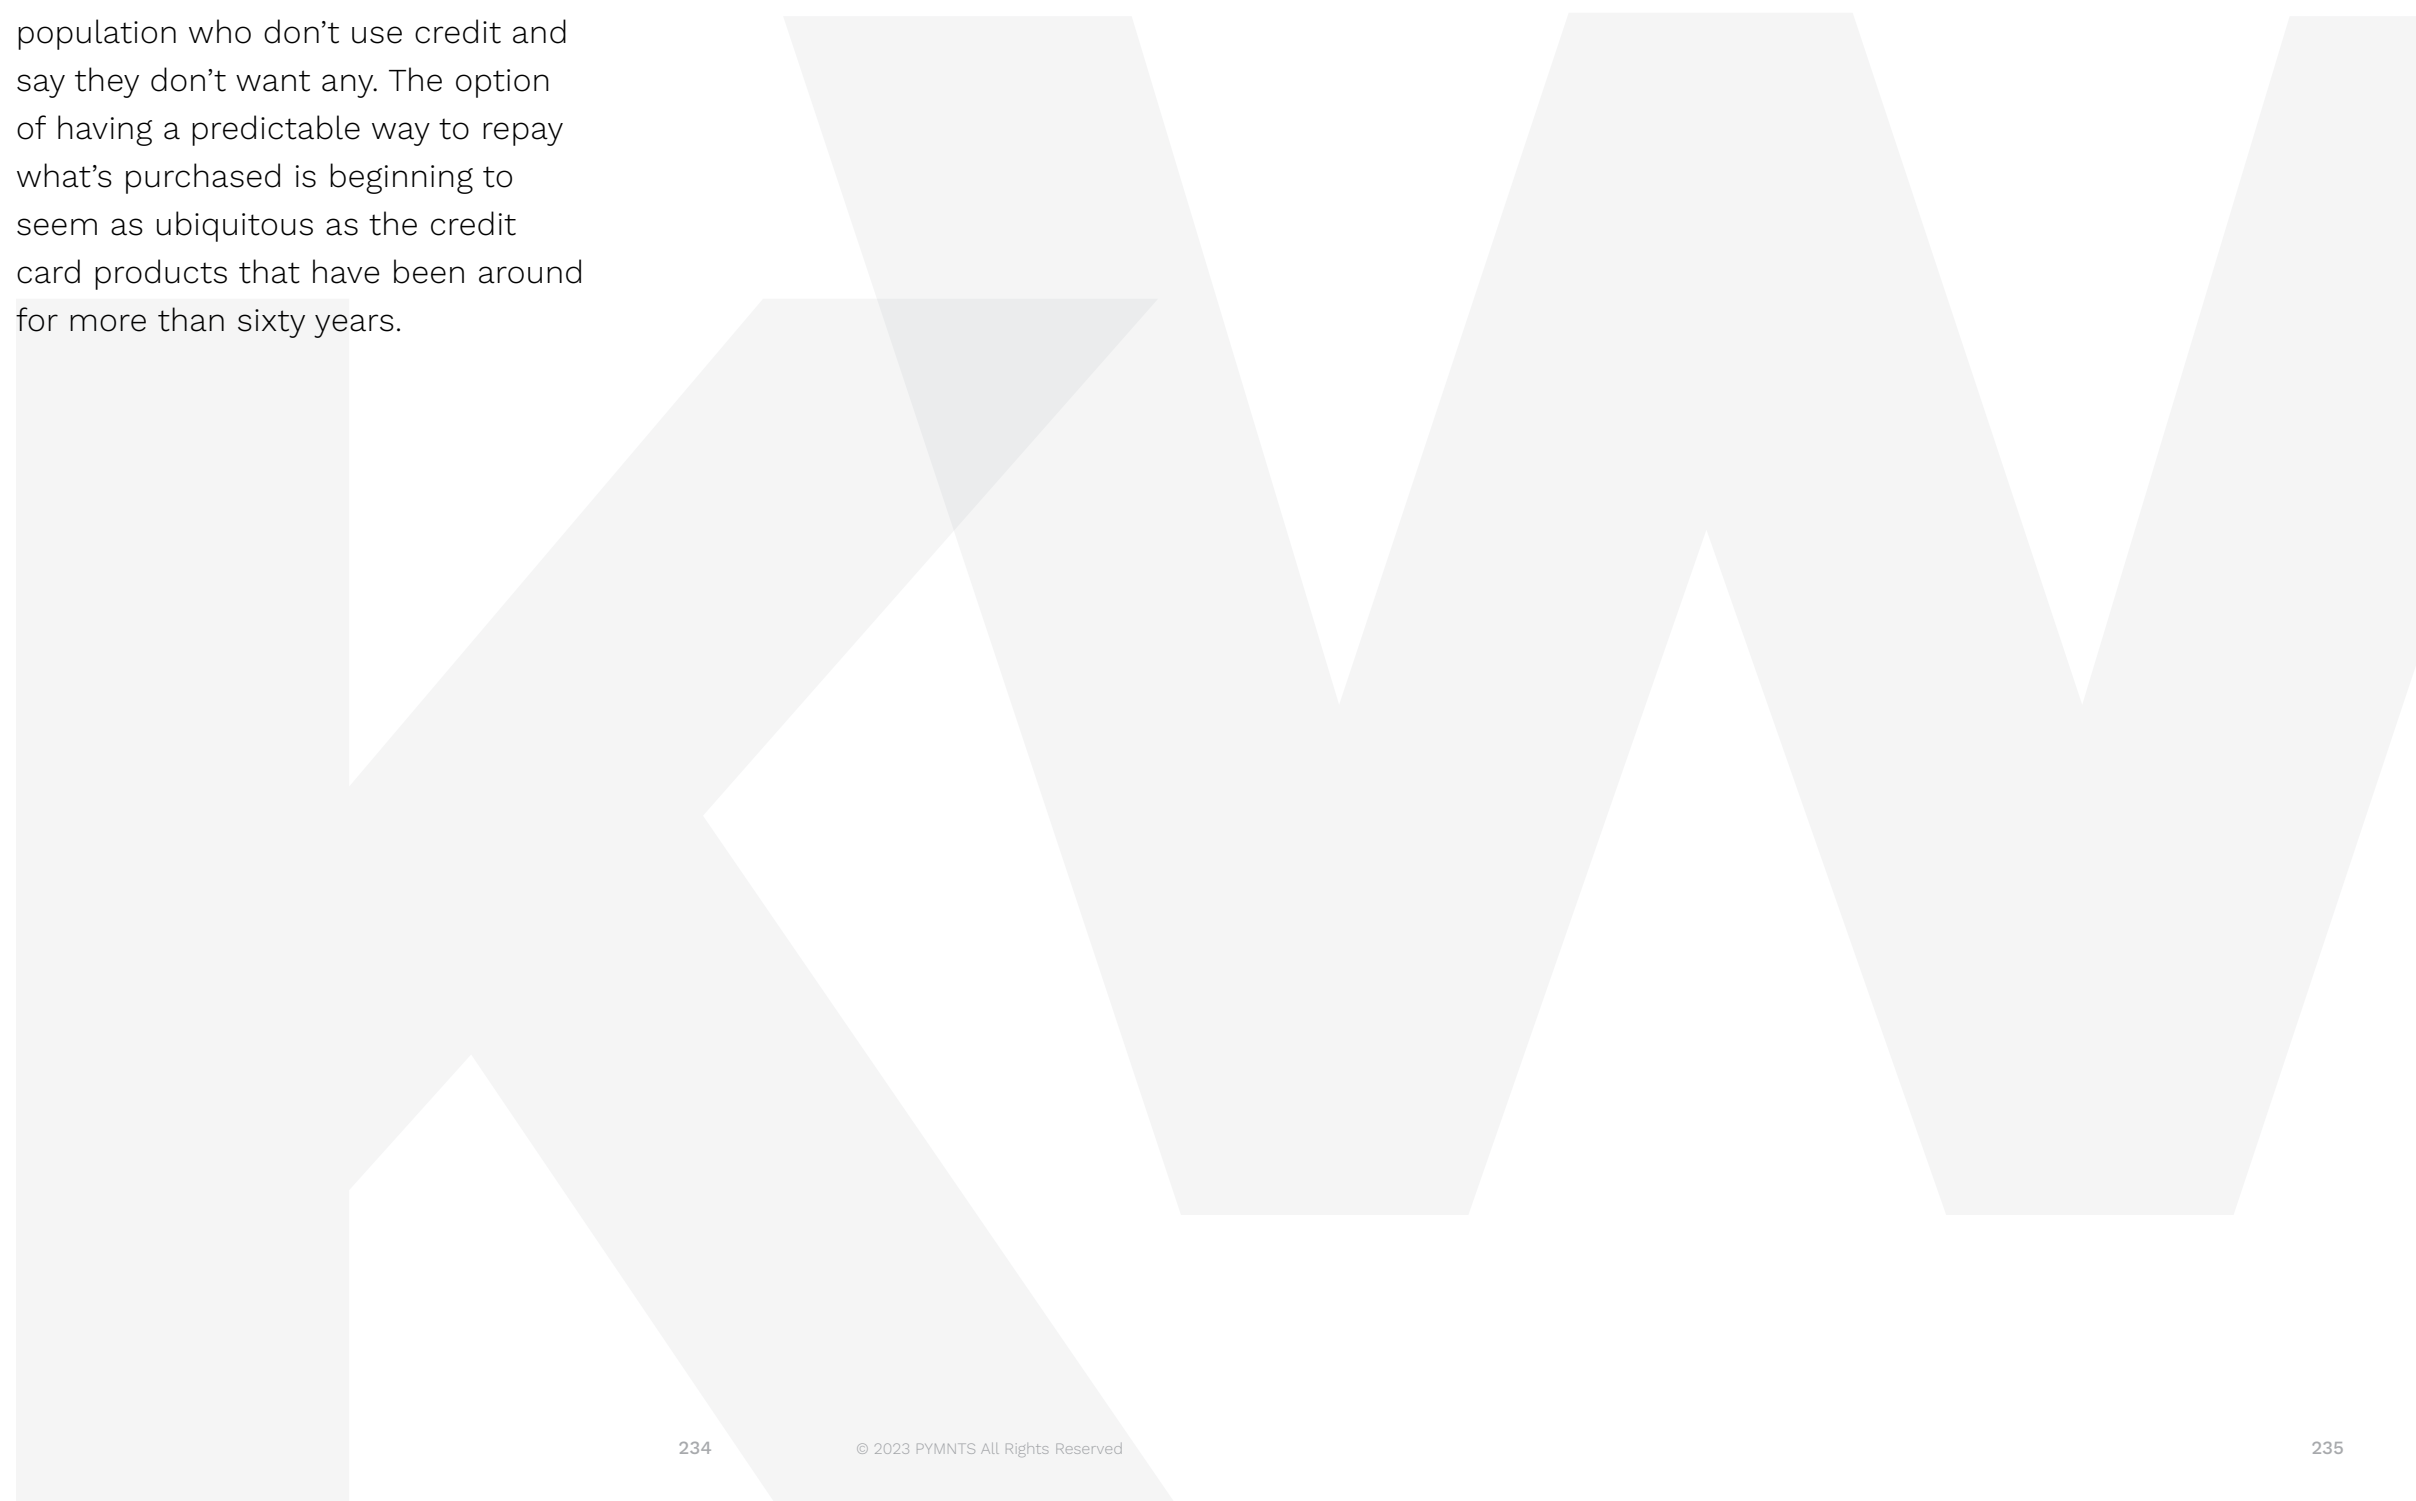 population who don’t use credit and
say they don’t want any. The option
of having a predictable way to repay
what’s purchased is beginning to
seem as ubiquitous as the credit
card products that have been around
for more than sixty years.
KW
234
© 2023 PYMNTS All Rights Reserved
235